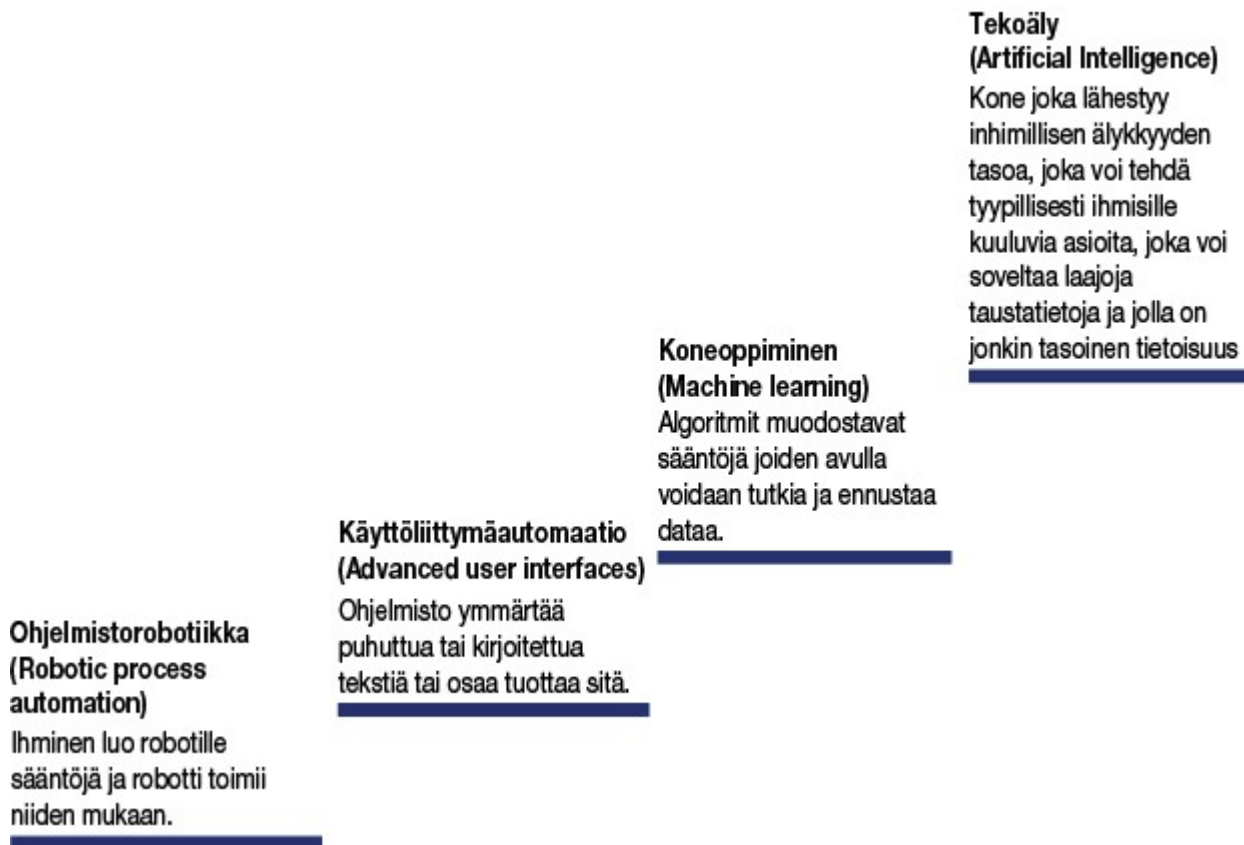 Tekoäly
(Artificial Intelligence)
Kone joka lähestyy
inhimillisen älykkyyden
tasoa, joka voi tehdä
tyypillisesti ihmisille
kuuluvia asioita, joka voi
soveltaa laajoja
taustatietoja ja jolla on
jonkin tasoinen tietoisuus
Koneoppiminen
(Machine learning)
Algoritmit muodostavat
sääntöjä joiden avulla
voidaan tutkia ja ennustaa
dataa.
Käyttöliittymäautomaatio
(Advanced user interfaces)
Ohjelmisto ymmärtää
puhuttua tai kirjoitettua
tekstiä tai osaa tuottaa sitä.
Ohjelmistorobotiikka
(Robotic process
automation)
Ihminen luo robotille
sääntöjä ja robotti toimii
niiden mukaan.